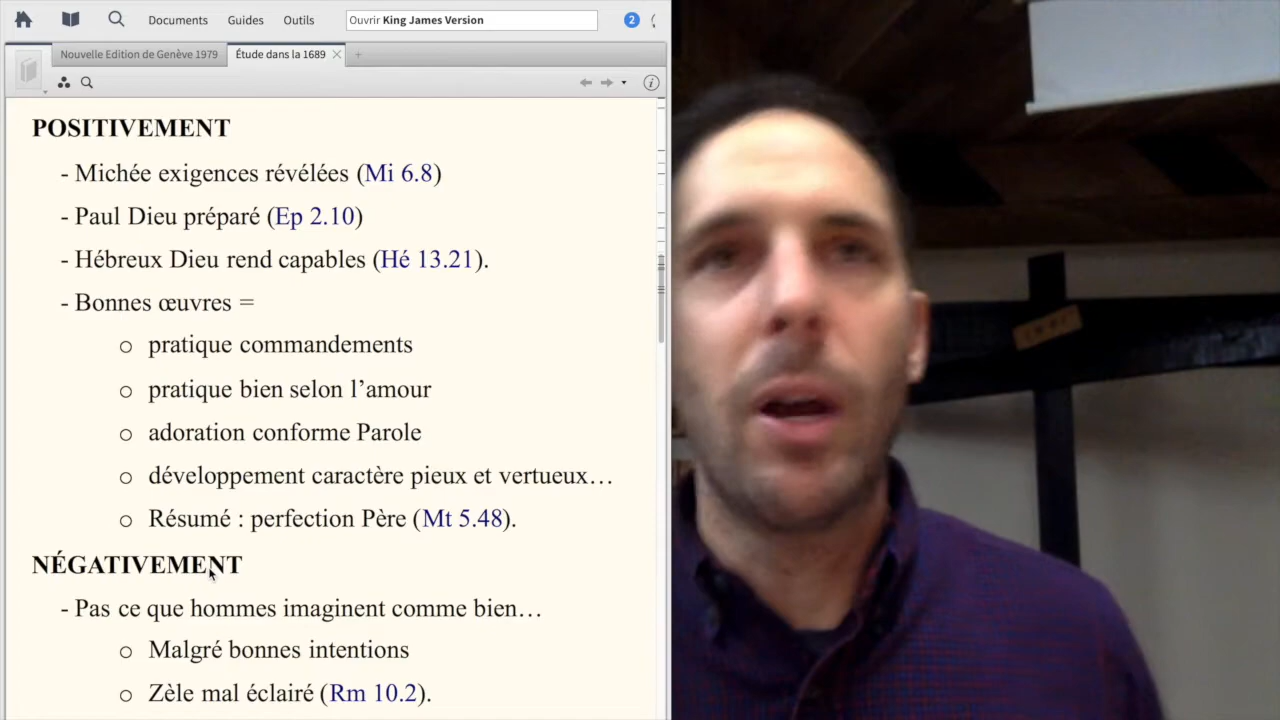 Documents Guides Outils Ouvrir King James Version 2
Nouvelle Edition de Genève 1979 Étude dans la 1689
POSITIVEMENT
- Michée exigences révélées (Mi 6.8)
- Paul Dieu préparé (Ep 2.10)
- Hébreux Dieu rend capables (Hé 13.21).
- Bonnes œuvres =
o pratique commandements
o pratique bien selon l’amour
o adoration conforme Parole
o développement caractère pieux et vertueux…
o Résumé : perfection Père (Mt 5.48).
NÉGATIVEMENT
- Pas ce que hommes imaginent comme bien…
o Malgré bonnes intentions
o Zèle mal éclairé (Rm 10.2).